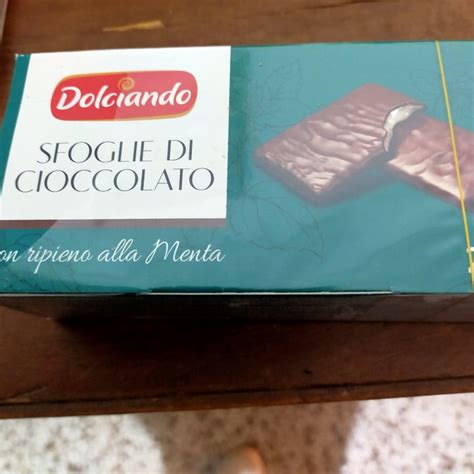 Dolciando
SFOGLIE DI
CIOCCOLATO
on ripieno alla Menta